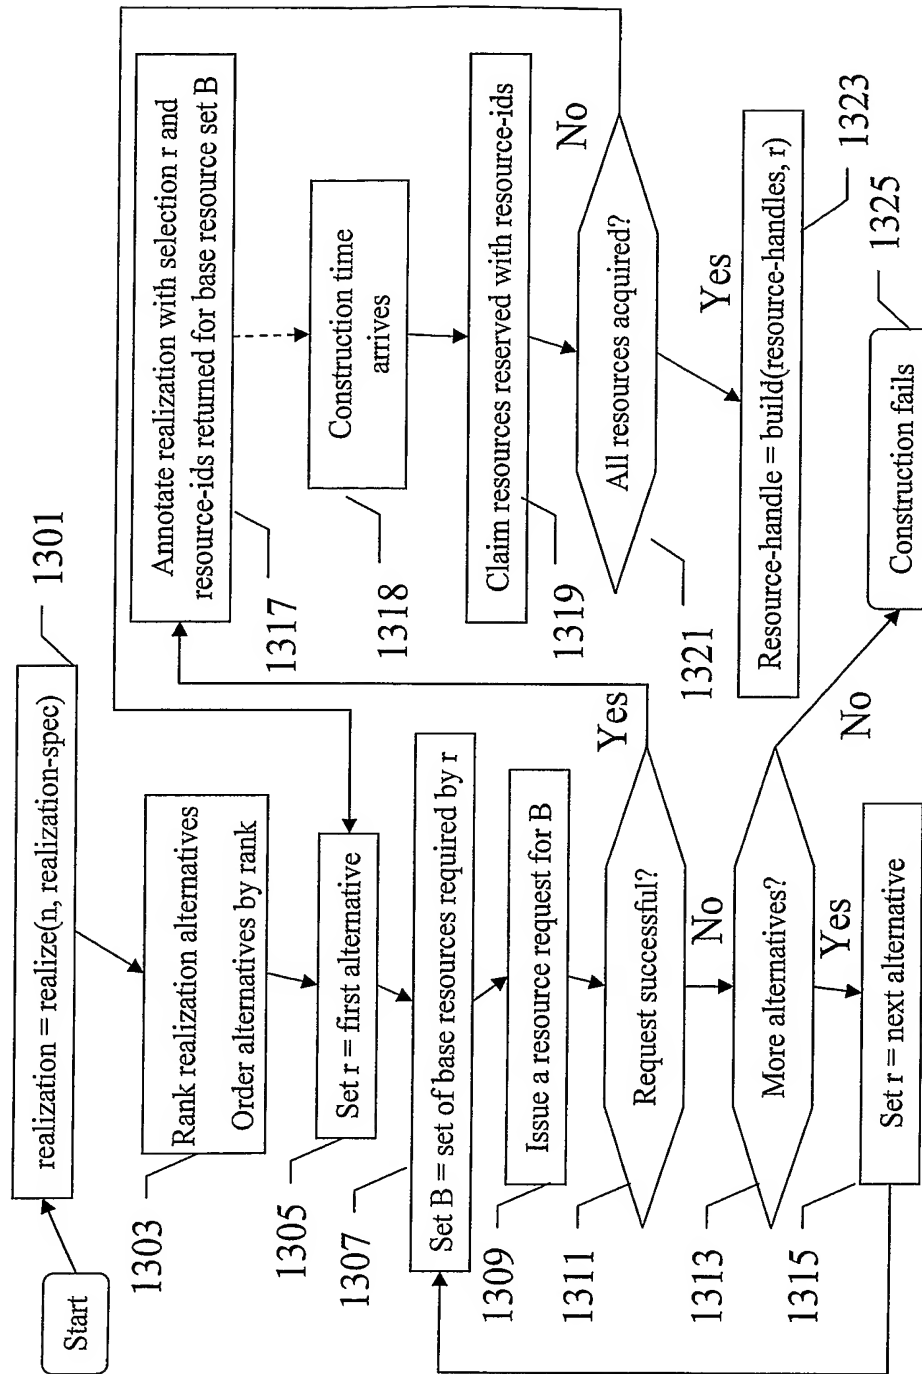 Start
realization = realize(n, realization-spec)
1301
Rank realization alternatives
Order alternatives by rank
1303
Set r = first alternative
1305
Set B = set of base resources required by r
1307
Issue a resource request for B
1309
Request successful?
1311
Yes
No
More alternatives?
1313
Yes
No
Set r = next alternative
1315
Annotate realization with selection r and
resource-ids returned for base resource set B
1317
Construction time
arrives
1318
Claim resources reserved with resource-ids
1319
All resources acquired?
1321
No
Yes
Resource-handle = build(resource-handles, r)
1323
Construction fails
1325